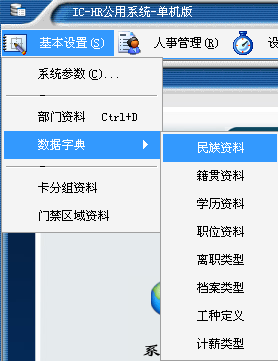 IC-HR公用系统-单机版
基本设置(S) 人事管理(R) 设
系统参数(C)...
部门资料 Ctrl+D
数据字典
卡分组资料
门禁区域资料
民族资料
籍贯资料
学历资料
职位资料
离职类型
档案类型
工种定义
计薪类型
系